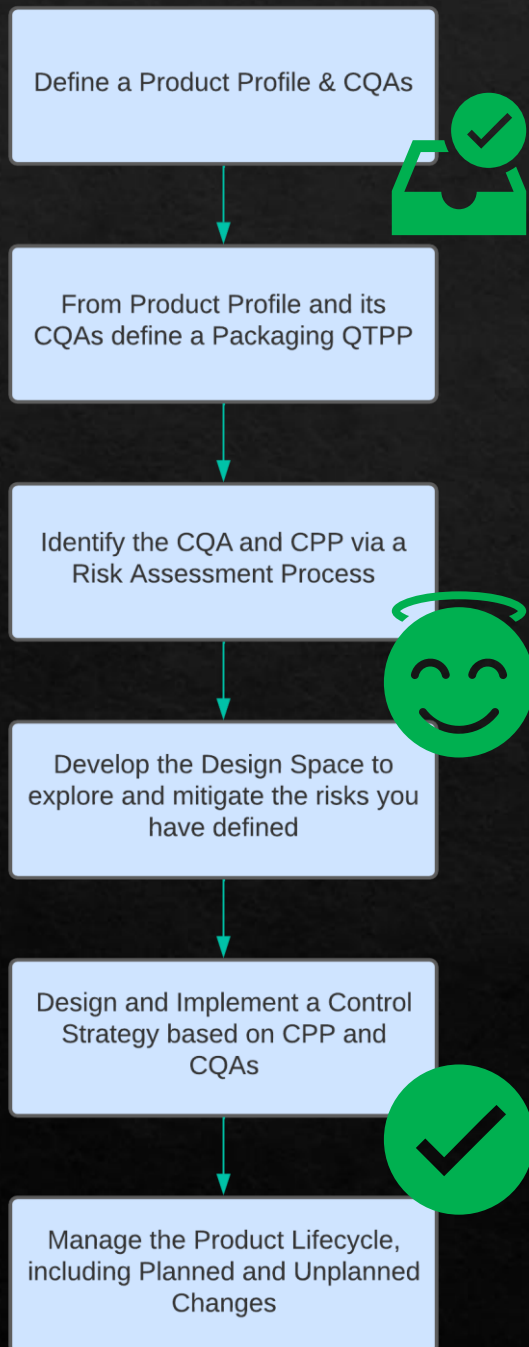 Define a Product Profile & CQAs
From Product Profile and its
CQAs define a Packaging QTPP
Identify the CQA and CPP via a
Risk Assessment Process
Develop the Design Space to
explore and mitigate the risks you
have defined
Design and Implement a Control
Strategy based on CPP and
CQAs
Manage the Product Lifecycle,
including Planned and Unplanned
Changes